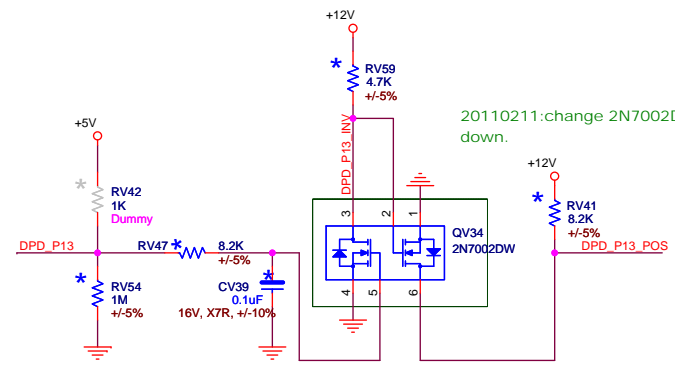 +12V
RV59
4.7K
+/-5%
20110211:change 2N7002D
down.
DPD_P13_INV
+5V
+12V
RV42
1K
Dummy
RV41
8.2K
+/-5%
3
2
1
QV34
2N7002DW
DPD_P13
RV47
8.2K
+/-5%
DPD_P13_POS
RV54
1M
+/-5%
CV39
0.1uF
16V, X7R, +/-10%
4
5
6